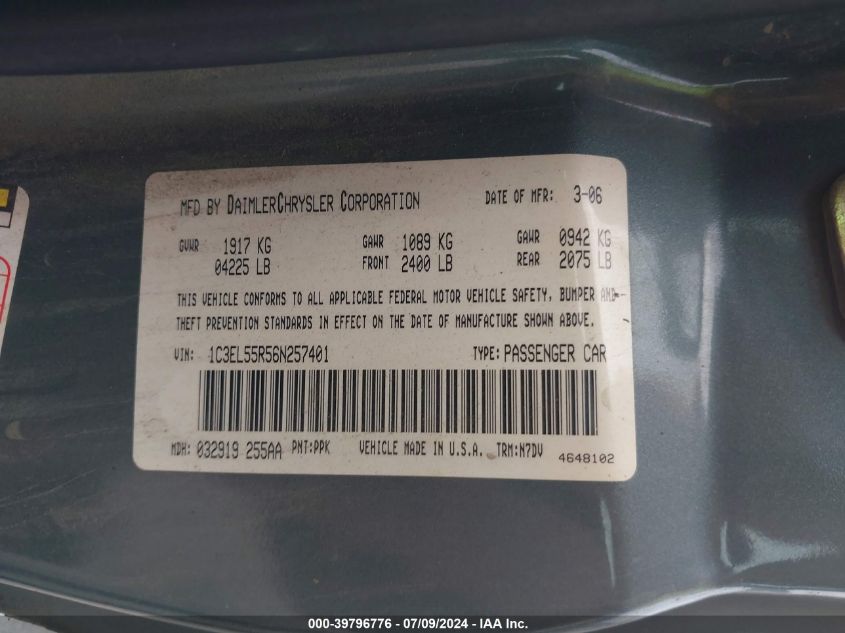 MFD BY DAIMLERCHRYSLER CORPORATION DATE OF MFR: 3-06
GVWR 1917 KG GAWR 1089 KG GAWR 0942 KG
04225 LB FRONT 2400 LB REAR 2075 LB
THIS VEHICLE CONFORMS TO ALL APPLICABLE FEDERAL MOTOR VEHICLE SAFETY, BUMPER AND
THEFT PREVENTION STANDARDS IN EFFECT ON THE DATE OF MANUFACTURE SHOWN ABOVE.
VIN: 1C3EL55R56N257401 TYPE: PASSENGER CAR
MDH: 032919 255AA PNT:PPK VEHICLE MADE IN U.S.A. TRM:N7DV
4648102
000-39796776 / 07/09/2024 - IAA Inc.